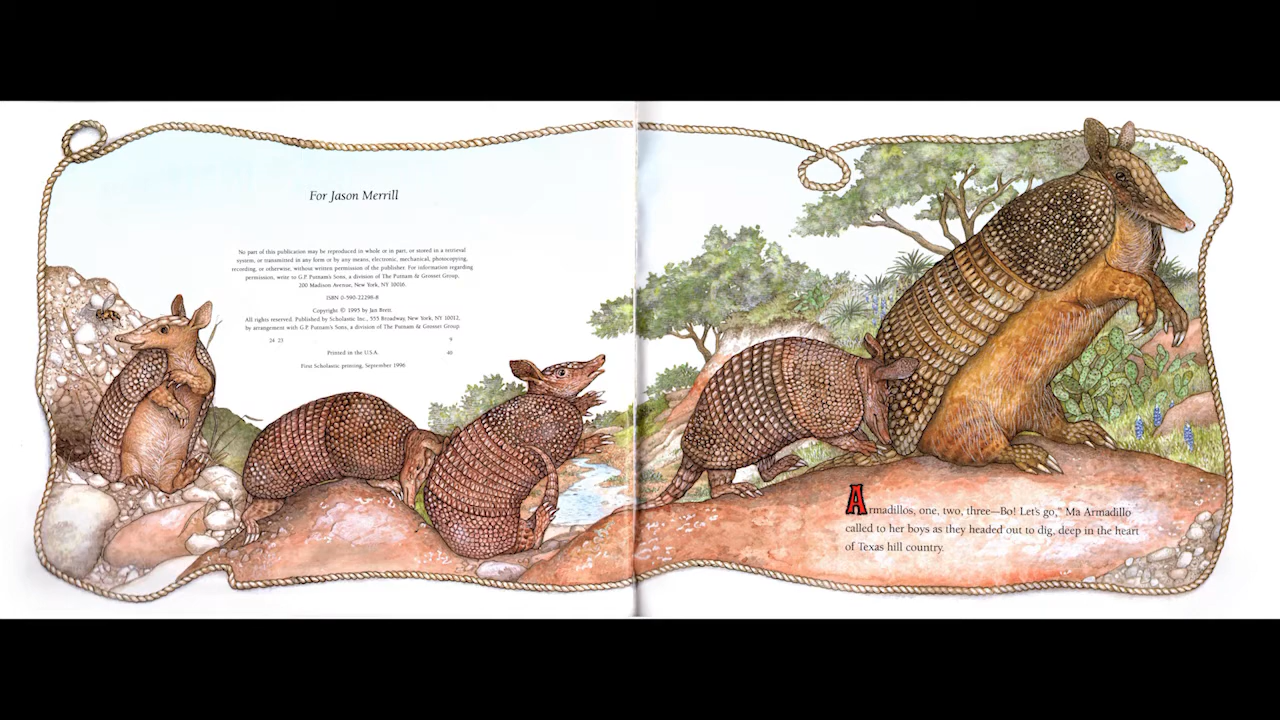 For Jason Merrill
No part of this publication may be reproduced in whole or in part, or stored in a retrieval
system, or transmitted in any form or by any means, electronic, mechanical, photocopying,
recording, or otherwise, without written permission of the publisher. For information regarding
permission, write to G.P. Putnam's Sons, a division of The Putnam & Grosset Group,
200 Madison Avenue, New York, NY 10016.
ISBN 0-590-22298-8
Copyright © 1995 by Jan Brett.
All rights reserved. Published by Scholastic Inc., 555 Broadway, New York, NY 10012,
by arrangement with G.P. Putnam's Sons, a division of The Putnam & Grosset Group.
24 23 9
Printed in the U.S.A. 40
First Scholastic printing, September 1996
Armadillos, one, two, three—Bo! Let's go," Ma Armadillo
called to her boys as they headed out to dig, deep in the heart
of Texas hill country.